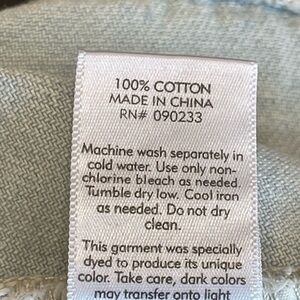 100% COTTON
MADE IN CHINA
RN# 090233
Machine wash separately in
cold water. Use only non-
chlorine bleach as needed.
Tumble dry low. Cool iron
as needed. Do not dry
clean.
This garment was specially
dyed to produce its unique
color. Take care, dark colors
may transfer onto light